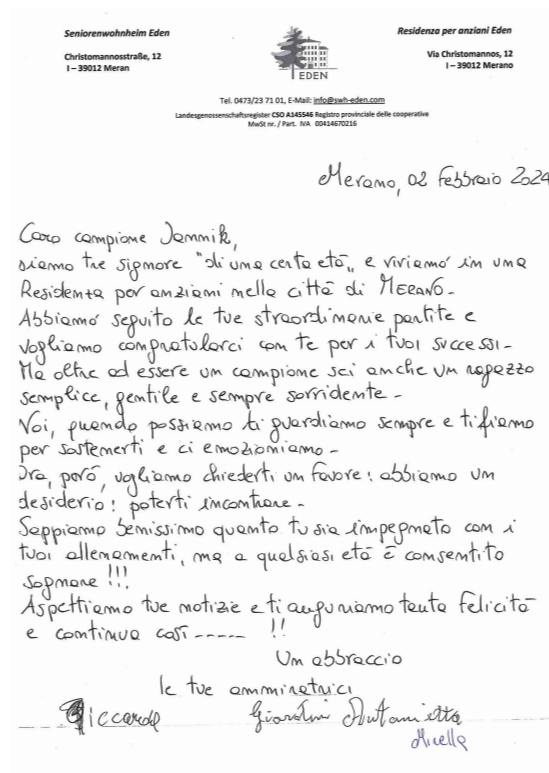 Seniorenwohnheim Eden
Christomannosstraße, 12
I – 39012 Meran
EDEN
Residenza per anziani Eden
Via Christomannos, 12
I – 39012 Merano
Tel. 0473/23 71 01, E-Mail: info@swh-eden.com
Landesgenossenschaftsregister CSO A145546 Registro provinciale delle cooperative
MwSt nr. / Part. IVA 00414670216
Merano, 02 Febbraio 2024
Caro campione Jannik,
siamo tre signore "di una certa età„ e viviamo in una
Residenza per anziani nella città di MERANO-
Abbiamo seguito le tue straordinarie partite e
vogliamo congratularci con te per i tuoi successi-
Ma oltre ad essere un campione sei anche un ragazzo
semplice, gentile e sempre sorridente-
Noi, quando possiamo ti guardiamo sempre e tifiamo
per sostenerti e ci emozioniamo-
Ora, però, vogliamo chiederti un favore: abbiamo un
desiderio: poterti incontrare-
Sappiamo benissimo quanto tu sia impegnato con i
tuoi allenamenti, ma a qualsiasi età è consentito
sognare !!!
Aspettiamo tue notizie e ti auguriamo tanta felicità
e continua così ----- !!
Un abbraccio
le tue ammiratrici
Antonietta